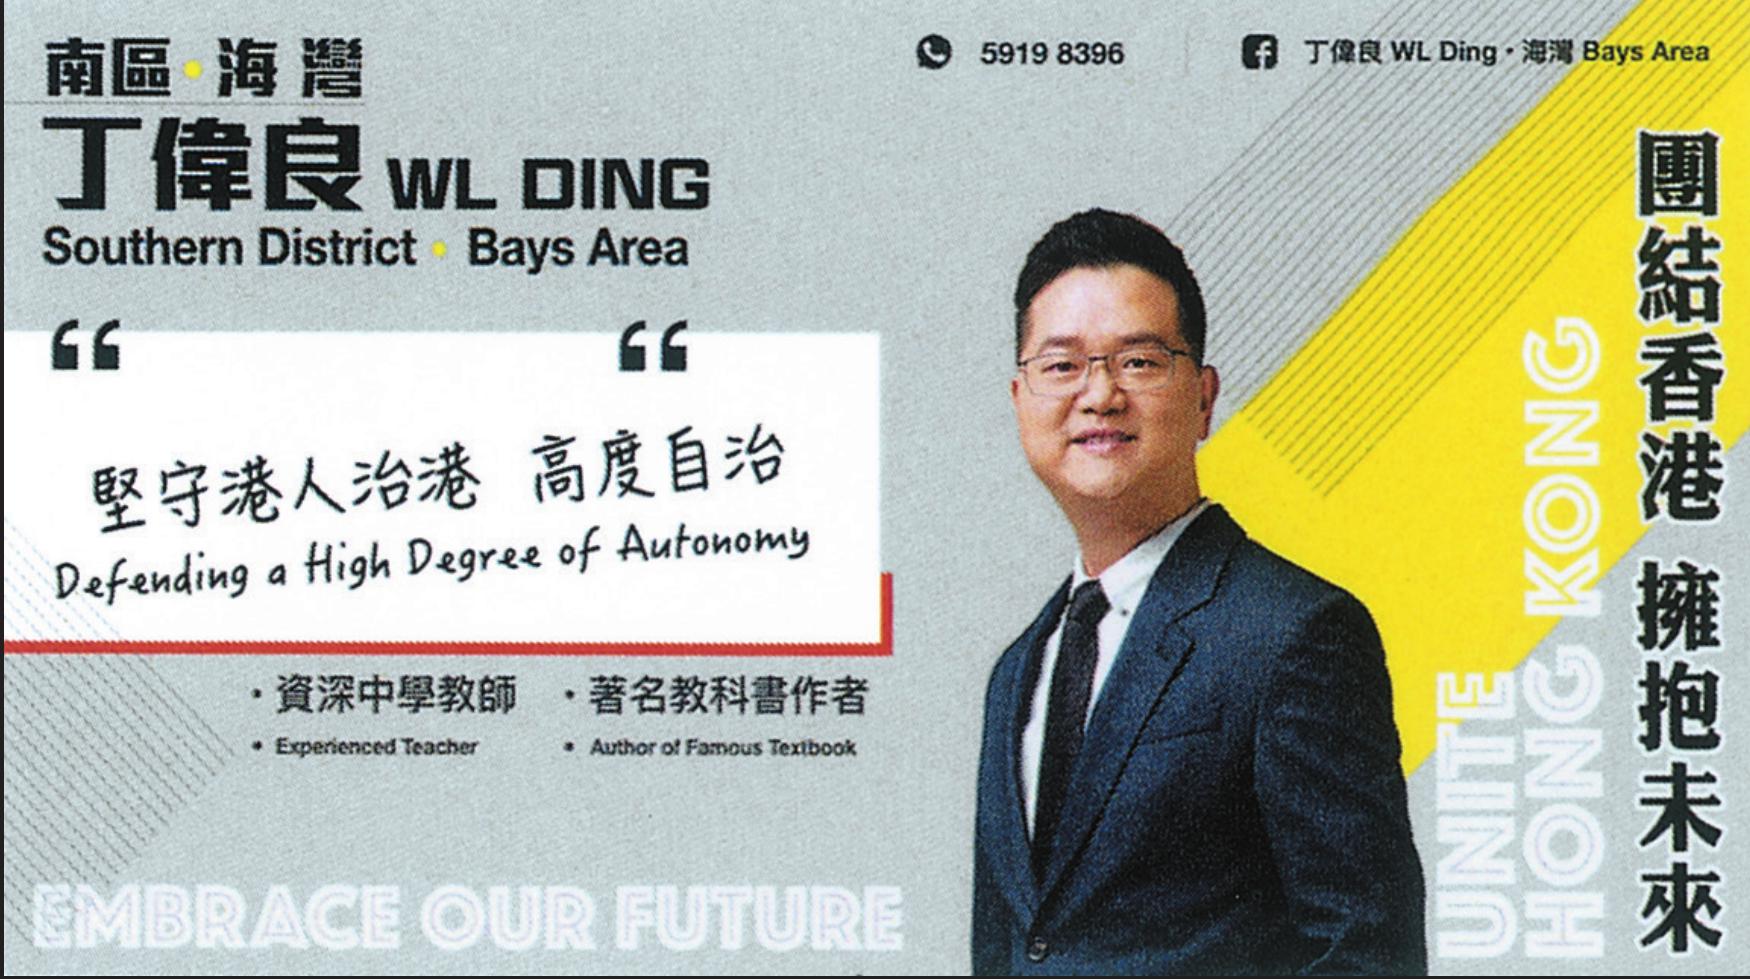 南區・海灣
丁偉良 WL DING
Southern District・Bays Area
5919 8396
丁偉良 WL Ding・海灣 Bays Area
“ “
堅守港人治港 高度自治
Defending a High Degree of Autonomy
・資深中學教師 ・著名教科書作者
• Experienced Teacher • Author of Famous Textbook
EMBRACE OUR FUTURE
UNITE
HONG KONG
團結香港 擁抱未來